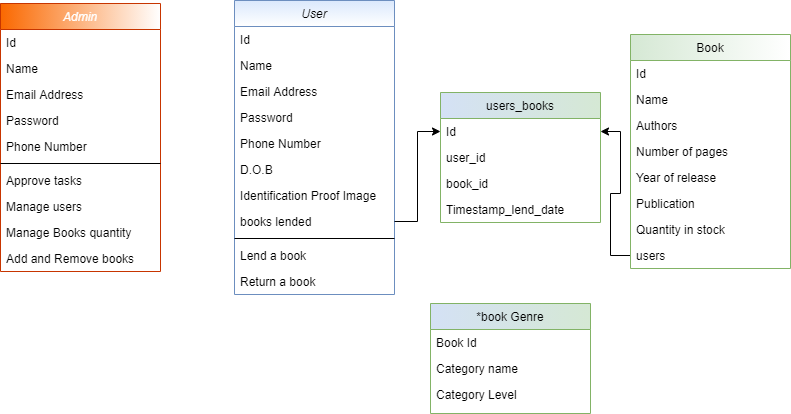 Admin
Id
Name
Email Address
Password
Phone Number
Approve tasks
Manage users
Manage Books quantity
Add and Remove books
User
Id
Name
Email Address
Password
Phone Number
D.O.B
Identification Proof Image
books lended
Lend a book
Return a book
users_books
Id
user_id
book_id
Timestamp_lend_date
Book
Id
Name
Authors
Number of pages
Year of release
Publication
Quantity in stock
users
*book Genre
Book Id
Category name
Category Level